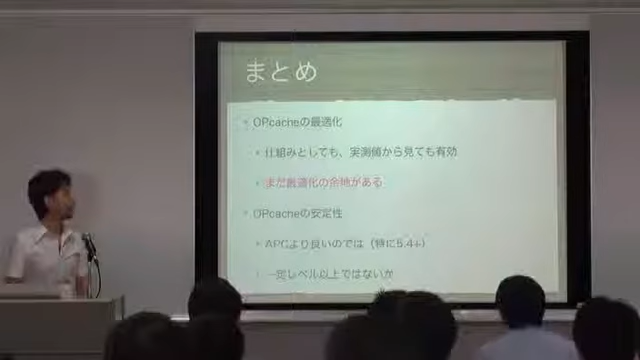 まとめ
OPcacheの最適化
仕組みとしても、実測値から見ても有効
まだ最適化の余地がある
OPcacheの安定性
APCより良いのでは（特に5.4+）
一定レベル以上ではないか